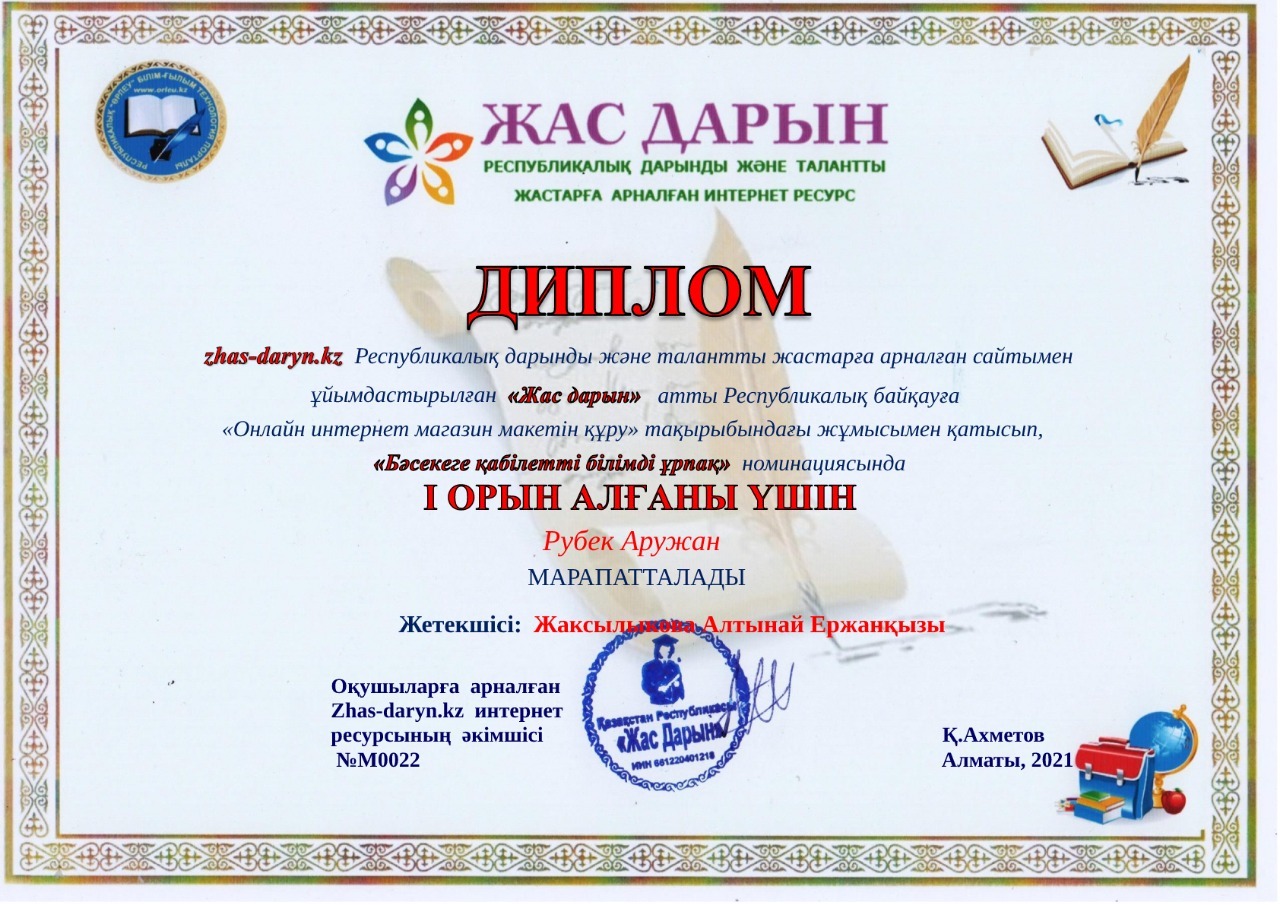 РЕСПУБЛИКАЛЫҚ "ӨРЛЕУ" БІЛІМ-ҒЫЛЫМ ТЕХНОЛОГИЯ ПОРТАЛЫ
www.orleu.kz
ЖАС ДАРЫН
РЕСПУБЛИКАЛЫҚ ДАРЫНДЫ ЖӘНЕ ТАЛАНТТЫ
ЖАСТАРҒА АРНАЛҒАН ИНТЕРНЕТ РЕСУРС
ДИПЛОМ
zhas-daryn.kz Республикалық дарынды және талантты жастарға арналған сайтымен
ұйымдастырылған «Жас дарын» атты Республикалық байқауға
«Онлайн интернет магазин макетін құру» тақырыбындағы жұмысымен қатысып,
«Бәсекеге қабілетті білімді ұрпақ» номинациясында
I ОРЫН АЛҒАНЫ ҮШІН
Рубек Аружан
МАРАПАТТАЛАДЫ
Жетекшісі: Жаксылыкова Алтынай Ержанқызы
Оқушыларға арналған
Zhas-daryn.kz интернет
ресурсының әкімшісі
№М0022
Қазақстан Республикасы
«Жас Дарын»
ИИН 661220401218
Қ.Ахметов
Алматы, 2021